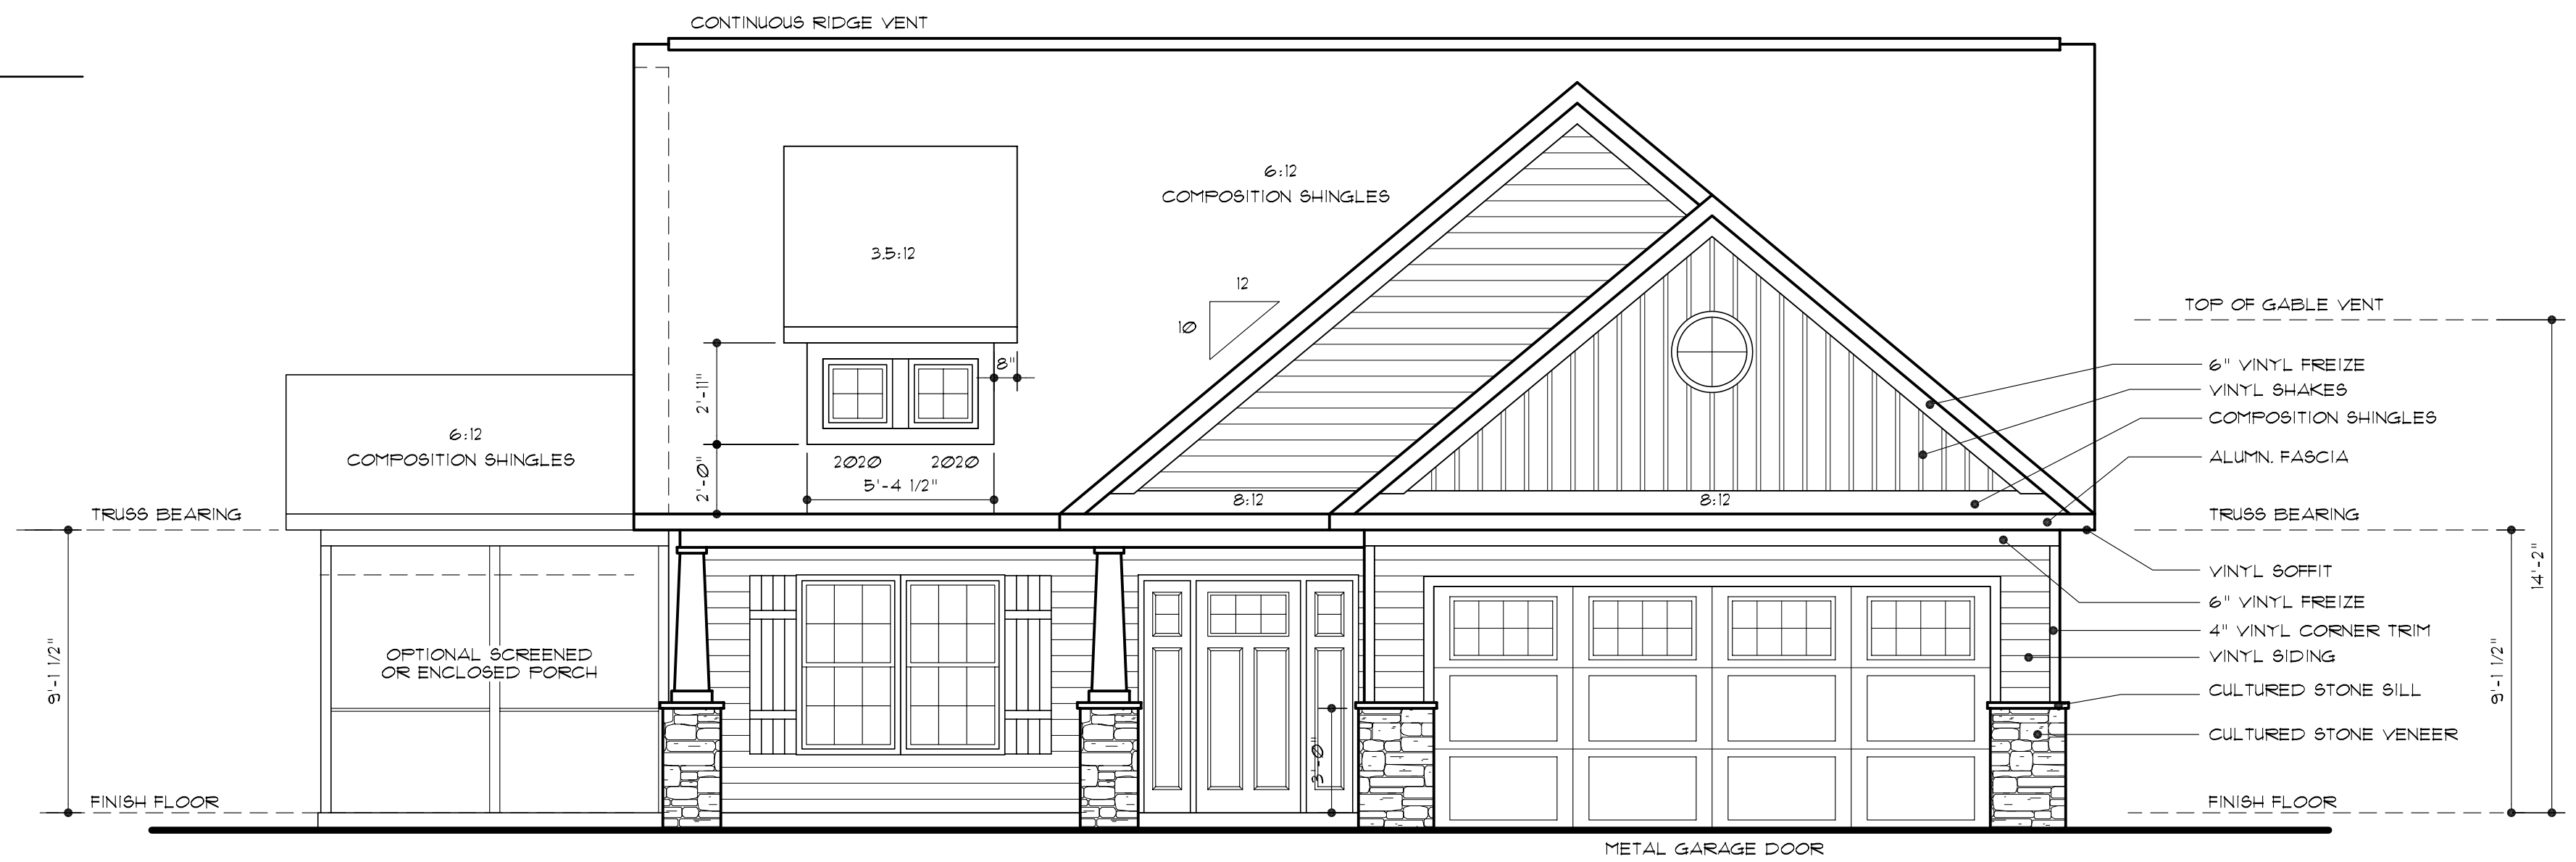 CONTINUOUS RIDGE VENT
6:12
COMPOSITION SHINGLES
3.5:12
12
10
TOP OF GABLE VENT
8"
6" VINYL FREIZE
VINYL SHAKES
2'-11"
COMPOSITION SHINGLES
6:12
COMPOSITION SHINGLES
ALUMN. FASCIA
2020 2020
5'-4 1/2"
2'-0"
8:12
8:12
TRUSS BEARING
TRUSS BEARING
14'-2"
VINYL SOFFIT
6" VINYL FREIZE
4" VINYL CORNER TRIM
OPTIONAL SCREENED
OR ENCLOSED PORCH
VINYL SIDING
9'-1 1/2"
9'-1 1/2"
CULTURED STONE SILL
CULTURED STONE VENEER
3'-0"
FINISH FLOOR
FINISH FLOOR
METAL GARAGE DOOR